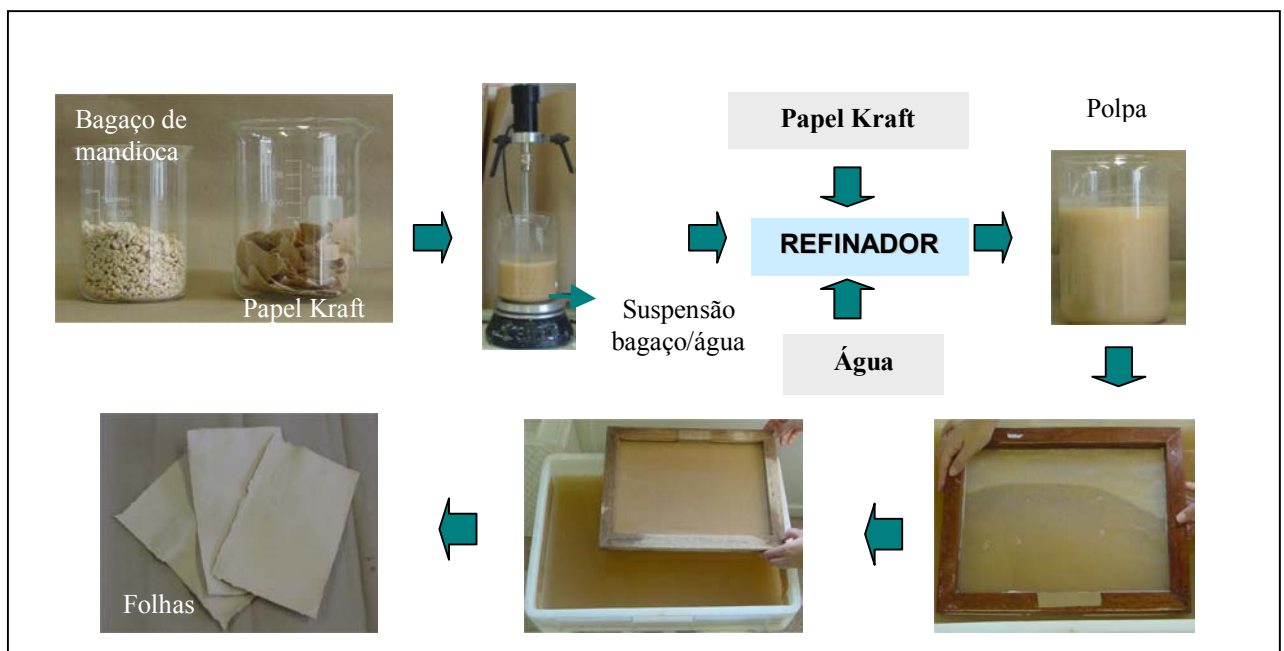 Bagaço de
mandioca
Papel Kraft
Suspensão
bagaço/água
Papel Kraft
REFINADOR
Água
Polpa
Folhas